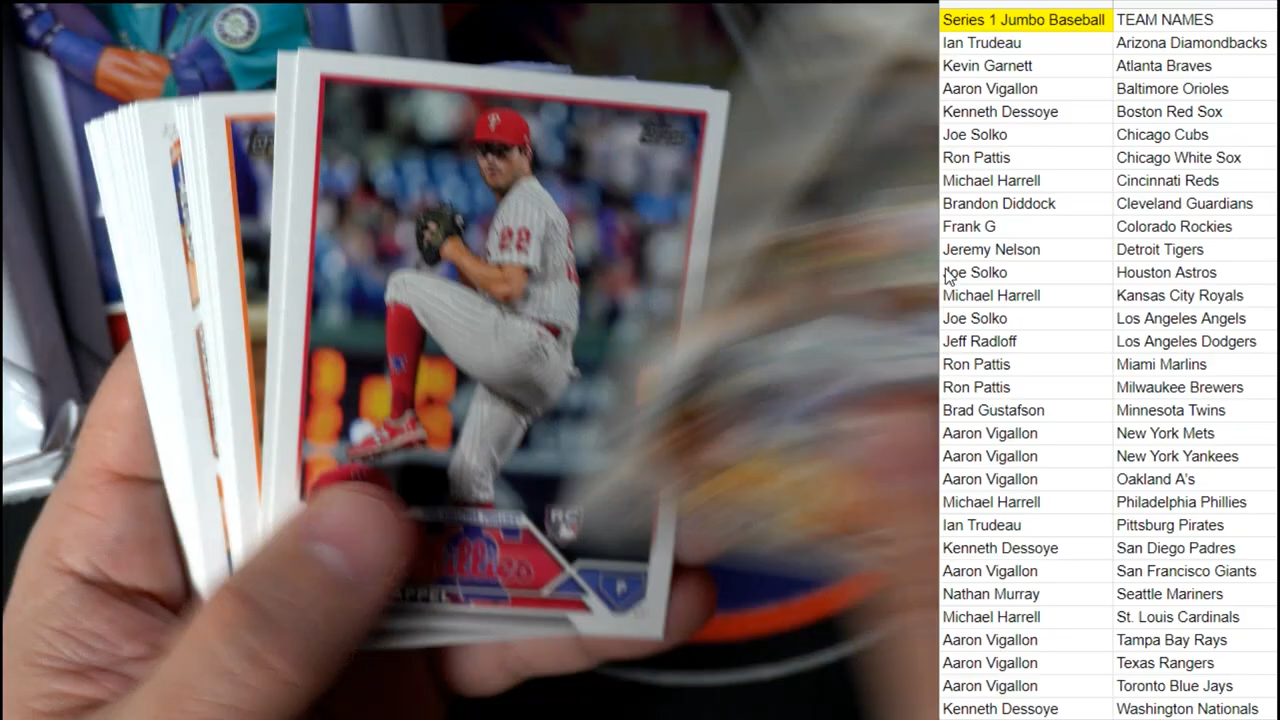 Topps
P
22
RC
Phillies
APPEL
P
Series 1 Jumbo Baseball TEAM NAMES
Ian Trudeau Arizona Diamondbacks
Kevin Garnett Atlanta Braves
Aaron Vigallon Baltimore Orioles
Kenneth Dessoye Boston Red Sox
Joe Solko Chicago Cubs
Ron Pattis Chicago White Sox
Michael Harrell Cincinnati Reds
Brandon Diddock Cleveland Guardians
Frank G Colorado Rockies
Jeremy Nelson Detroit Tigers
Joe Solko Houston Astros
Michael Harrell Kansas City Royals
Joe Solko Los Angeles Angels
Jeff Radloff Los Angeles Dodgers
Ron Pattis Miami Marlins
Ron Pattis Milwaukee Brewers
Brad Gustafson Minnesota Twins
Aaron Vigallon New York Mets
Aaron Vigallon New York Yankees
Aaron Vigallon Oakland A's
Michael Harrell Philadelphia Phillies
Ian Trudeau Pittsburg Pirates
Kenneth Dessoye San Diego Padres
Aaron Vigallon San Francisco Giants
Nathan Murray Seattle Mariners
Michael Harrell St. Louis Cardinals
Aaron Vigallon Tampa Bay Rays
Aaron Vigallon Texas Rangers
Aaron Vigallon Toronto Blue Jays
Kenneth Dessoye Washington Nationals